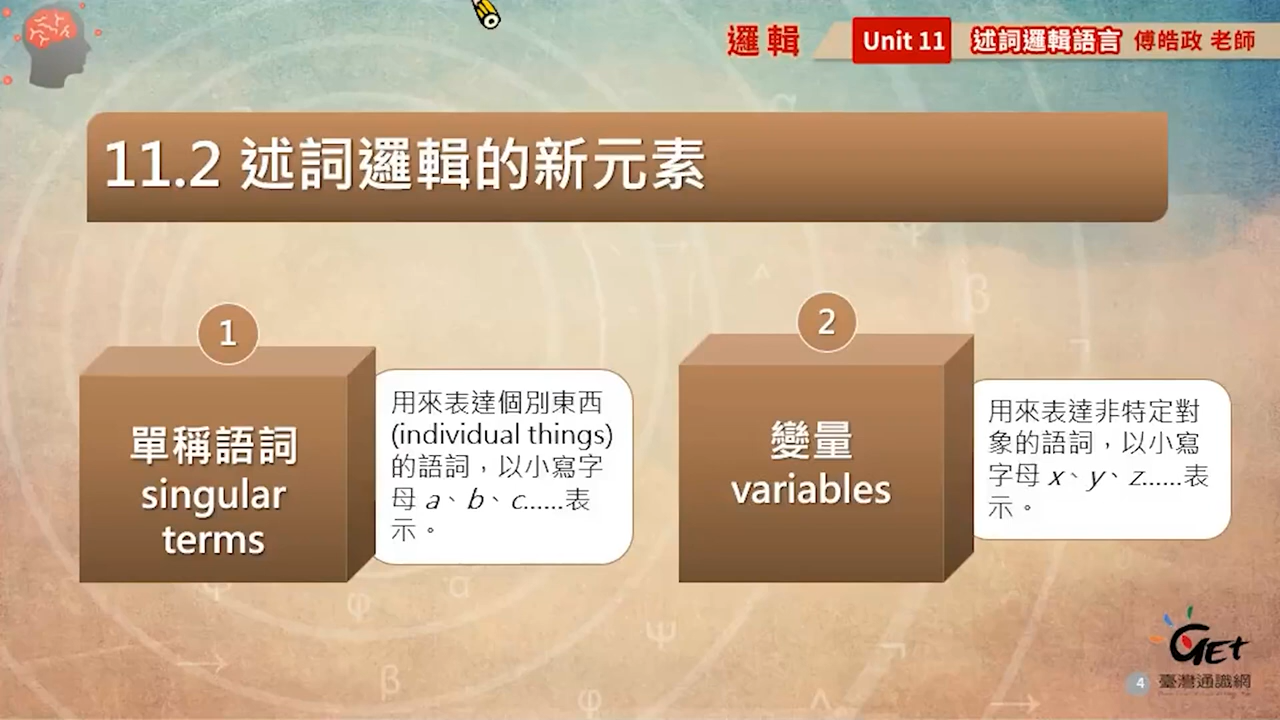 邏輯 Unit 11 述詞邏輯語言 傅皓政 老師
11.2 述詞邏輯的新元素
1
單稱語詞
singular
terms
用來表達個別東西
(individual things)
的語詞，以小寫字
母 a、b、c……表
示。
2
變量
variables
用來表達非特定對
象的語詞，以小寫
字母 x、y、z……表
示。
GET
4 臺灣通識網